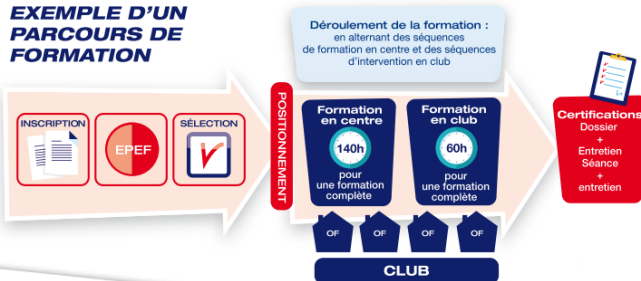 EXEMPLE D'UN
PARCOURS DE
FORMATION
Déroulement de la formation :
en alternant des séquences
de formation en centre et des séquences
d'intervention en club
INSCRIPTION
EPEF
SÉLECTION
POSITIONNEMENT
Formation
en centre
140h
pour
une formation
complète
Formation
en club
60h
pour
une formation
complète
Certifications
Dossier
+
Entretien
Séance
+
entretien
OF
OF
OF
OF
CLUB